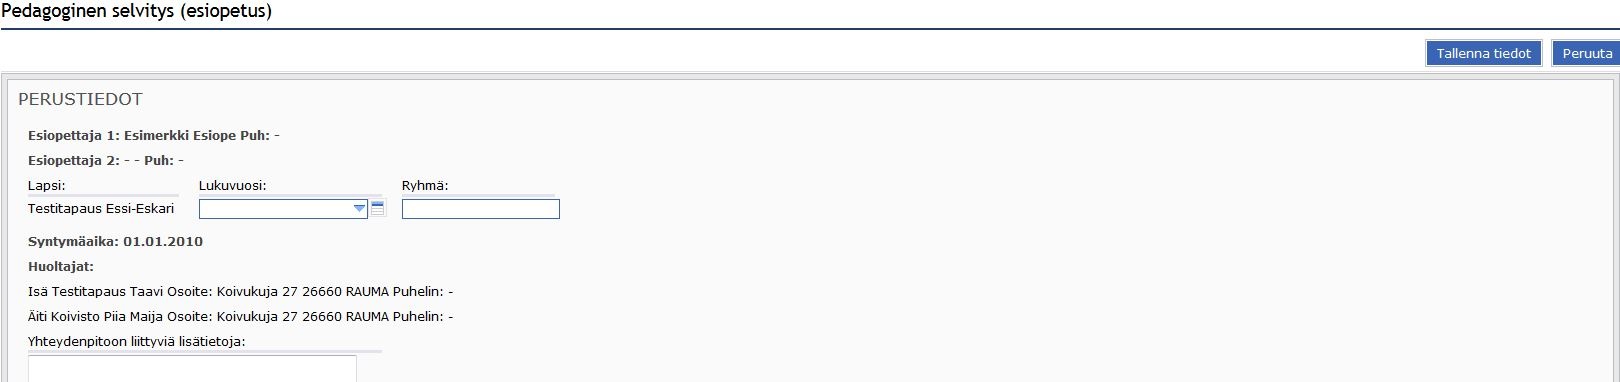 Pedagoginen selvitys (esiopetus)
Tallenna tiedot Peruuta
PERUSTIEDOT
Esiopettaja 1: Esimerkki Esiope Puh: -
Esiopettaja 2: - - Puh: -
Lapsi: Lukuvuosi: Ryhmä:
Testitapaus Essi-Eskari
Syntymäaika: 01.01.2010
Huoltajat:
Isä Testitapaus Taavi Osoite: Koivukuja 27 26660 RAUMA Puhelin: -
Äiti Koivisto Piia Maija Osoite: Koivukuja 27 26660 RAUMA Puhelin: -
Yhteydenpitoon liittyviä lisätietoja: